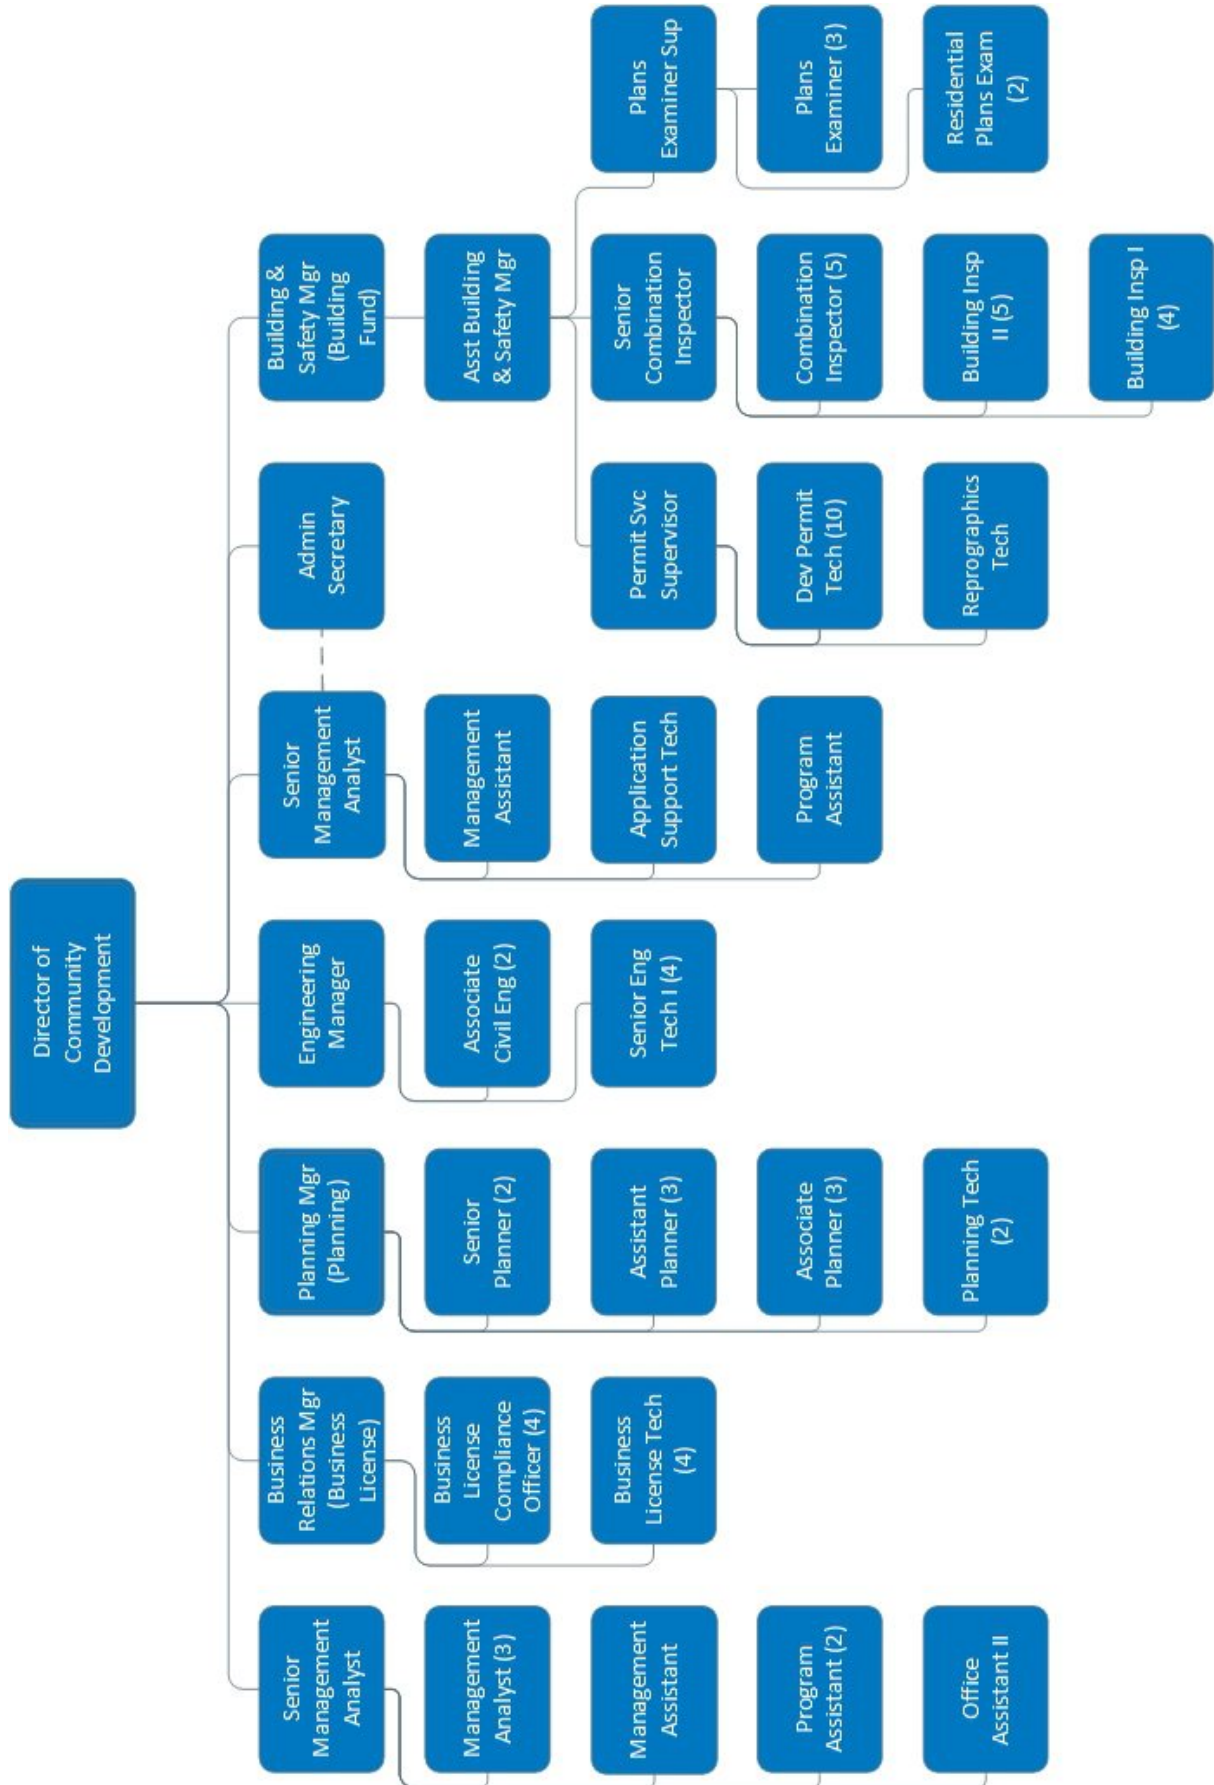 Director of
Community
Development
Senior
Management
Analyst
Management
Analyst (3)
Management
Assistant
Program
Assistant (2)
Office
Assistant II
Business
Relations Mgr
(Business
License)
Business
License
Compliance
Officer (4)
Business
License Tech
(4)
Planning Mgr
(Planning)
Senior
Planner (2)
Assistant
Planner (3)
Associate
Planner (3)
Planning Tech
(2)
Engineering
Manager
Associate
Civil Eng (2)
Senior Eng
Tech I (4)
Senior
Management
Analyst
Management
Assistant
Application
Support Tech
Program
Assistant
Admin
Secretary
Building &
Safety Mgr
(Building
Fund)
Asst Building
& Safety Mgr
Permit Svc
Supervisor
Dev Permit
Tech (10)
Reprographics
Tech
Senior
Combination
Inspector
Combination
Inspector (5)
Building Insp
II (5)
Building Insp I
(4)
Plans
Examiner Sup
Plans
Examiner (3)
Residential
Plans Exam
(2)